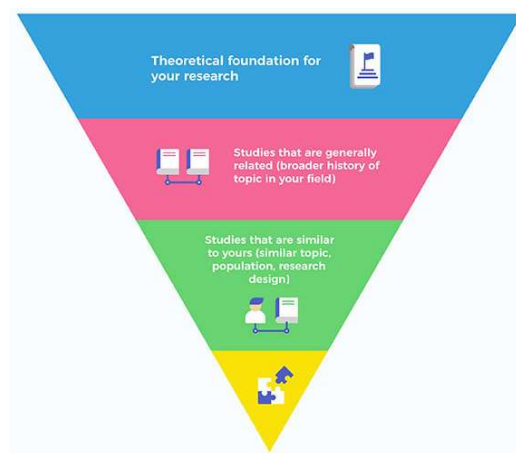 Theoretical foundation for
your research
Studies that are generally
related (broader history of
topic in your field)
Studies that are similar
to yours (similar topic,
population, research
design)